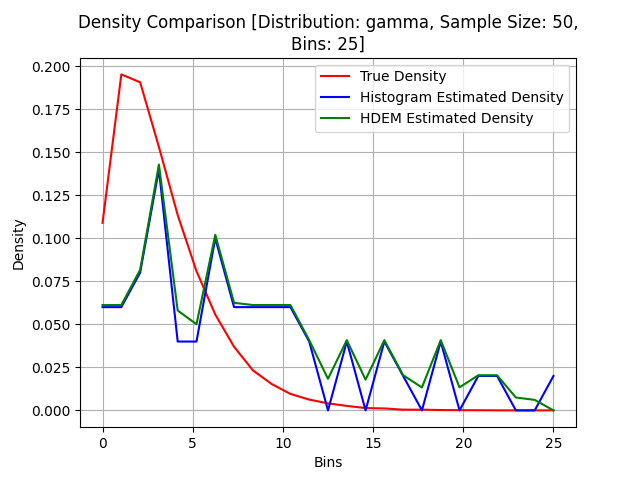 Density Comparison [Distribution: gamma, Sample Size: 50,
Bins: 25]
True Density
Histogram Estimated Density
HDEM Estimated Density
Density
0.200
0.175
0.150
0.125
0.100
0.075
0.050
0.025
0.000
0 5 10 15 20 25
Bins